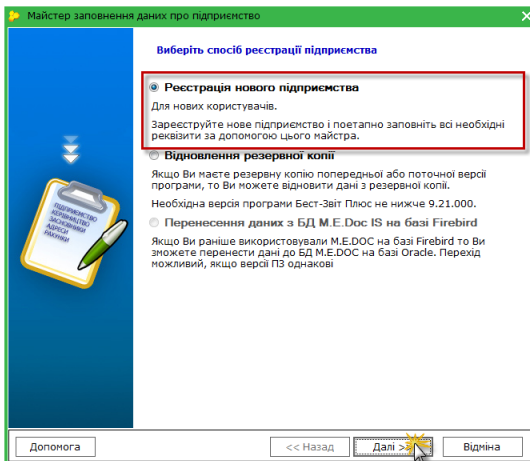 Майстер заповнення даних про підприємство
Виберіть спосіб реєстрації підприємства
Реєстрація нового підприємства
Для нових користувачів.
Зареєструйте нове підприємство і поетапно заповніть всі необхідні
реквізити за допомогою цього майстра.
Відновлення резервної копії
Якщо Ви маєте резервну копію попередньої або поточної версії
програми, то Ви можете відновити дані з резервної копії.
Необхідна версія програми Бест-Звіт Плюс не нижче 9.21.000.
Перенесення даних з БД M.E.Doc IS на базі Firebird
Якщо Ви раніше використовували M.E.DOC на базі Firebird то Ви
зможете перенести дані до БД M.E.DOC на базі Oracle. Перехід
можливий, якщо версії ПЗ однакові
ПІДПРИЄМСТВО
КЕРІВНИЦТВО
ЗАСНОВНИКИ
АДРЕСИ
РАХУНКИ
Допомога
<< Назад
Далі >
Відміна